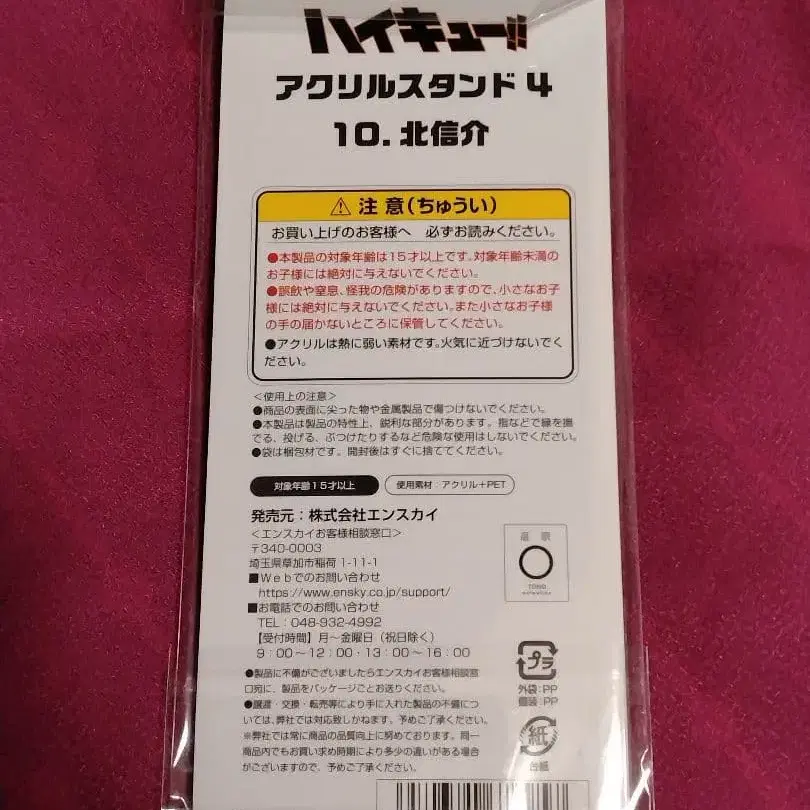 ハイキュー!!
アクリルスタンド4
10. 北信介
⚠ 注意(ちゅうい)
お買い上げのお客様へ 必ずお読みください。
●本製品の対象年齢は15才以上です。対象年齢未満の
お子様には絶対に与えないでください。
●誤飲や窒息、怪我の危険がありますので、小さなお子
様には絶対に与えないでください。また小さなお子様
の手の届かないところに保管してください。
●アクリルは熱に弱い素材です。火気に近づけないでく
ださい。
<使用上の注意>
●商品の表面に尖った物や金属製品で傷つけないでください。
●本製品は製品の特性上、鋭利な部分があります。指などで縁を撫
でる、投げる、ぶつけたりするなど危険な使用はしないでください。
●袋は梱包材です。開封後はすぐに捨ててください。
対象年齢15才以上 使用素材:アクリル+PET
発売元:株式会社エンスカイ
<エンスカイお客様相談窓口>
〒340-0003
埼玉県草加市稲荷 1-11-1
■Webでのお問い合わせ
https://www.ensky.co.jp/support/
■お電話でのお問い合わせ
TEL:048-932-4992
【受付時間】月~金曜日(祝日除く)
9:00~12:00・13:00~16:00
●製品に不備がございましたらエンスカイお客様相談窓
口宛に、製品をパッケージごとお送りください。
●譲渡・交換・転売等により手に入れた製品の不備につ
いては、弊社では対応致しかねます。予めご了承ください。
※弊社では常に商品の品質向上に努めております。同一
商品内でもお買い求め時期により多少の違いがある場合
がございますので、予めご了承ください。
プラ
外袋:PP
個装:PP
紙
台紙